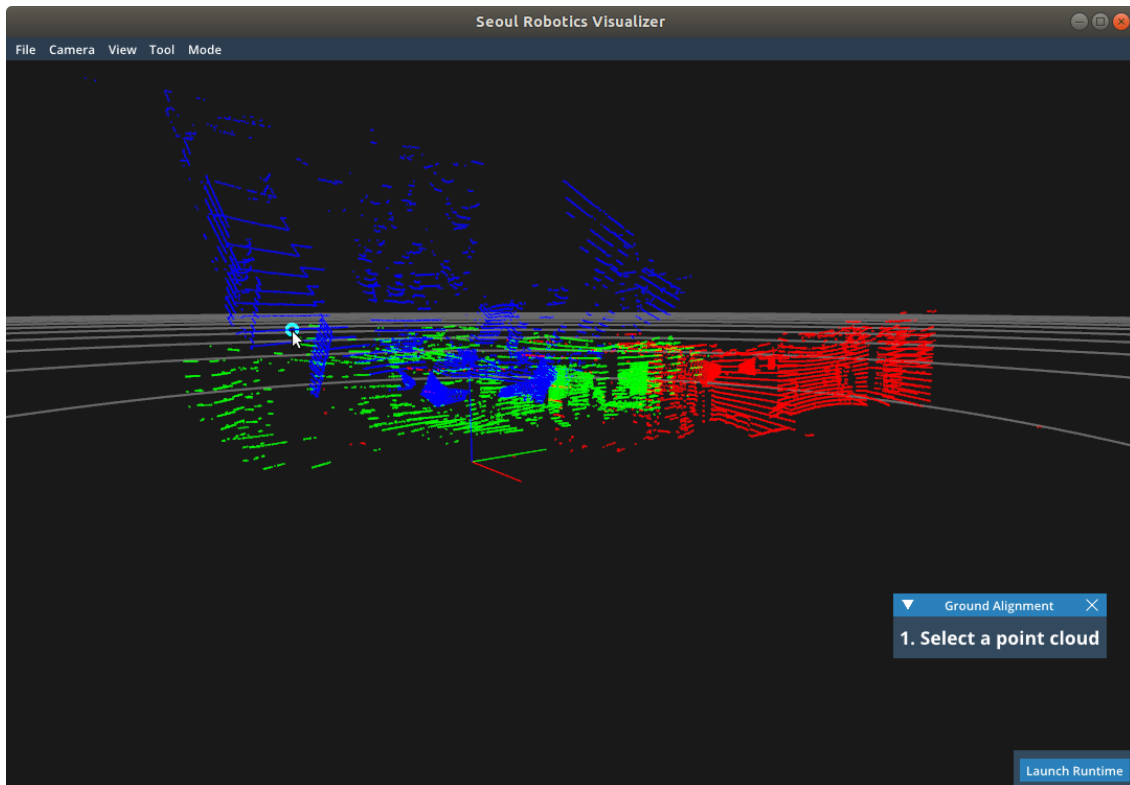 Seoul Robotics Visualizer
File Camera View Tool Mode
Ground Alignment
1. Select a point cloud
Launch Runtime